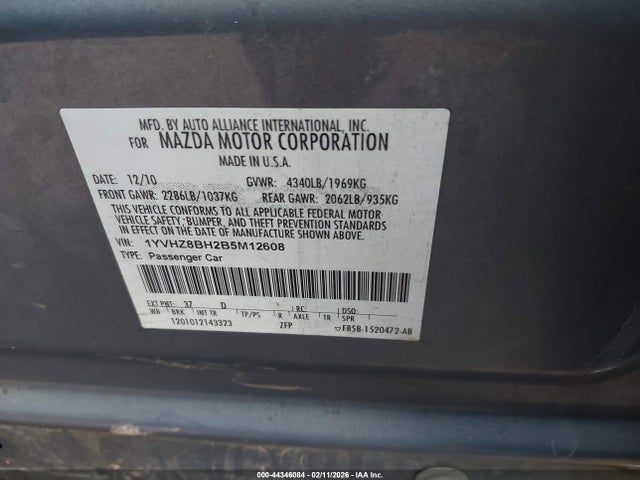 MFD. BY AUTO ALLIANCE INTERNATIONAL, INC.
FOR MAZDA MOTOR CORPORATION
MADE IN U.S.A.
DATE: 12/10 GVWR: 4340LB/1969KG
FRONT GAWR: 2286LB/1037KG REAR GAWR: 2062LB/935KG
THIS VEHICLE CONFORMS TO ALL APPLICABLE FEDERAL MOTOR
VEHICLE SAFETY, BUMPER, AND THEFT PREVENTION STANDARDS
IN EFFECT ON THE DATE OF MANUFACTURE SHOWN ABOVE.
VIN: 1YVHZ8BH2B5M12608
TYPE: Passenger Car
EXT PNT: 37 D RC: DSO:
WB BRK INT TR TP/PS R AXLE TR SPR
1201012143323 ZFP F85B-1520472-AB
000-44346084 - 02/11/2026 - IAA Inc.